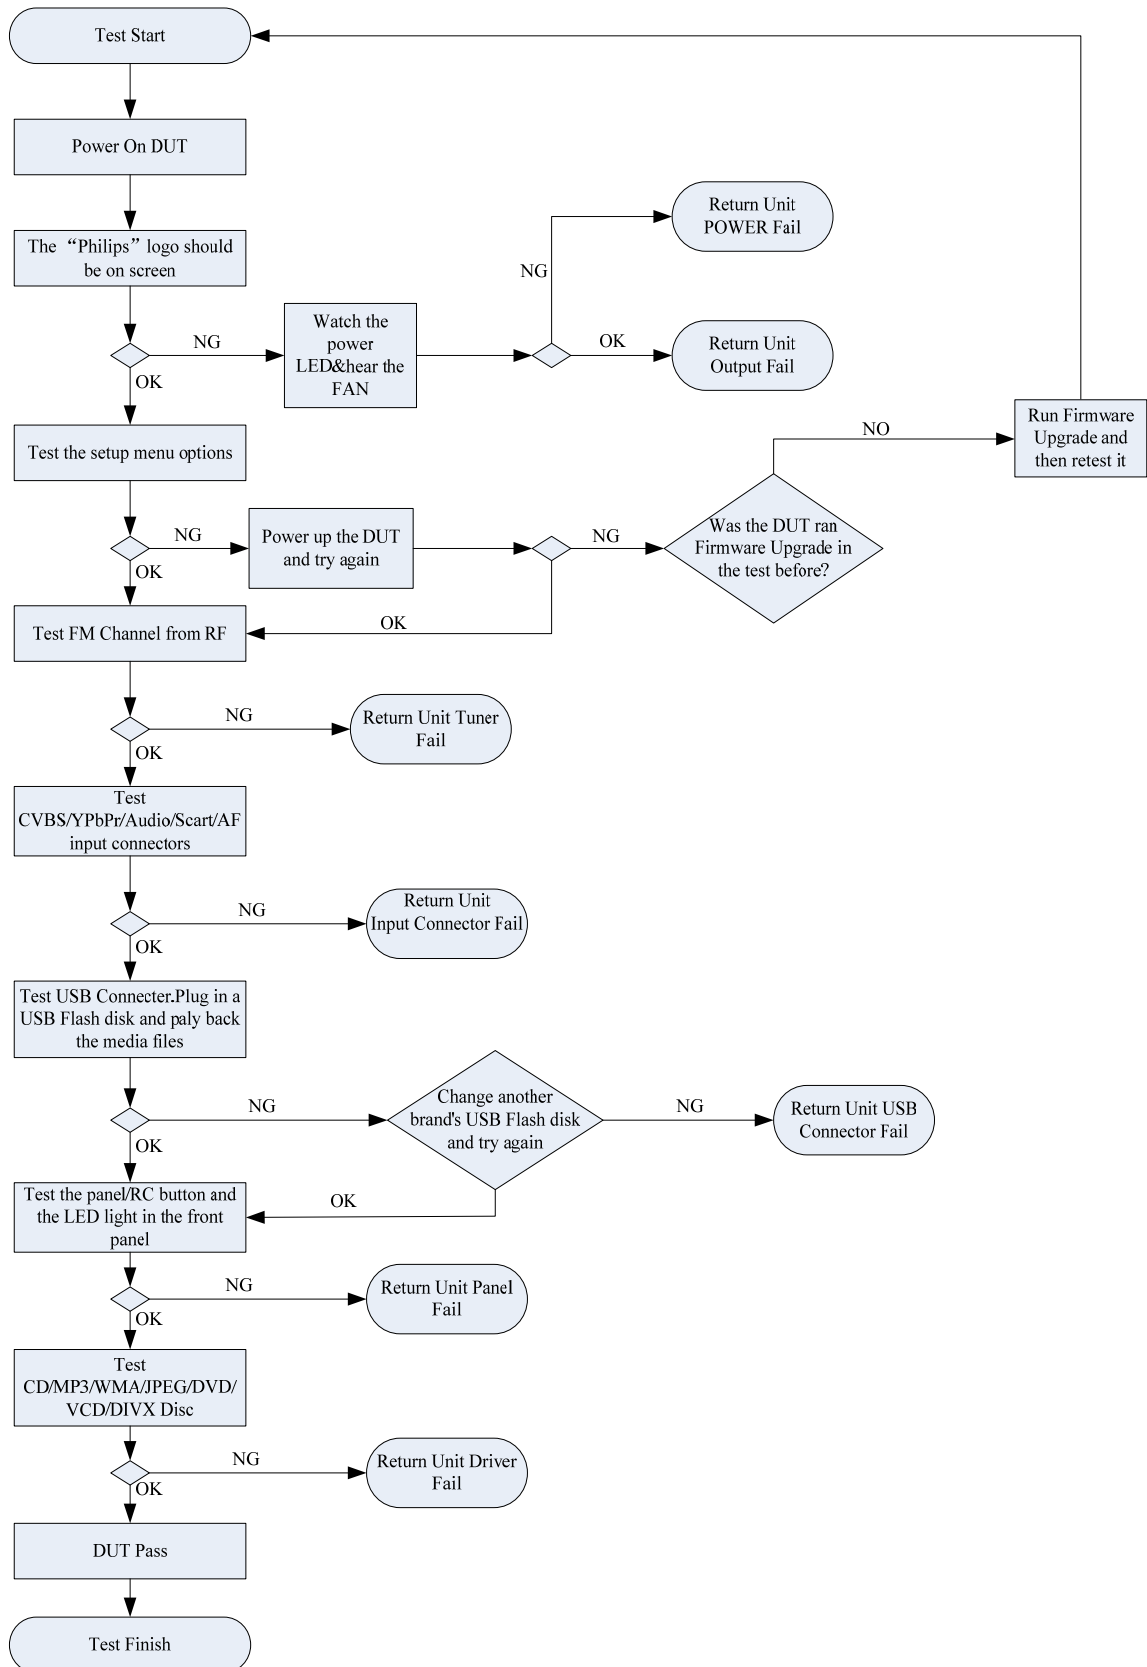 Test Start
Power On DUT
The “Philips” logo should
be on screen
NG
OK
Watch the
power
LED&hear the
FAN
NG
OK
Return Unit
POWER Fail
Return Unit
Output Fail
Test the setup menu options
NG
OK
Power up the DUT
and try again
NG
OK
Was the DUT ran
Firmware Upgrade in
the test before?
NO
Run Firmware
Upgrade and
then retest it
Test FM Channel from RF
NG
OK
Return Unit Tuner
Fail
Test
CVBS/YPbPr/Audio/Scart/AF
input connectors
NG
OK
Return Unit
Input Connector Fail
Test USB Connecter.Plug in a
USB Flash disk and paly back
the media files
NG
OK
Change another
brand's USB Flash disk
and try again
NG
OK
Return Unit USB
Connector Fail
Test the panel/RC button and
the LED light in the front
panel
NG
OK
Return Unit Panel
Fail
Test
CD/MP3/WMA/JPEG/DVD/
VCD/DIVX Disc
NG
OK
Return Unit Driver
Fail
DUT Pass
Test Finish